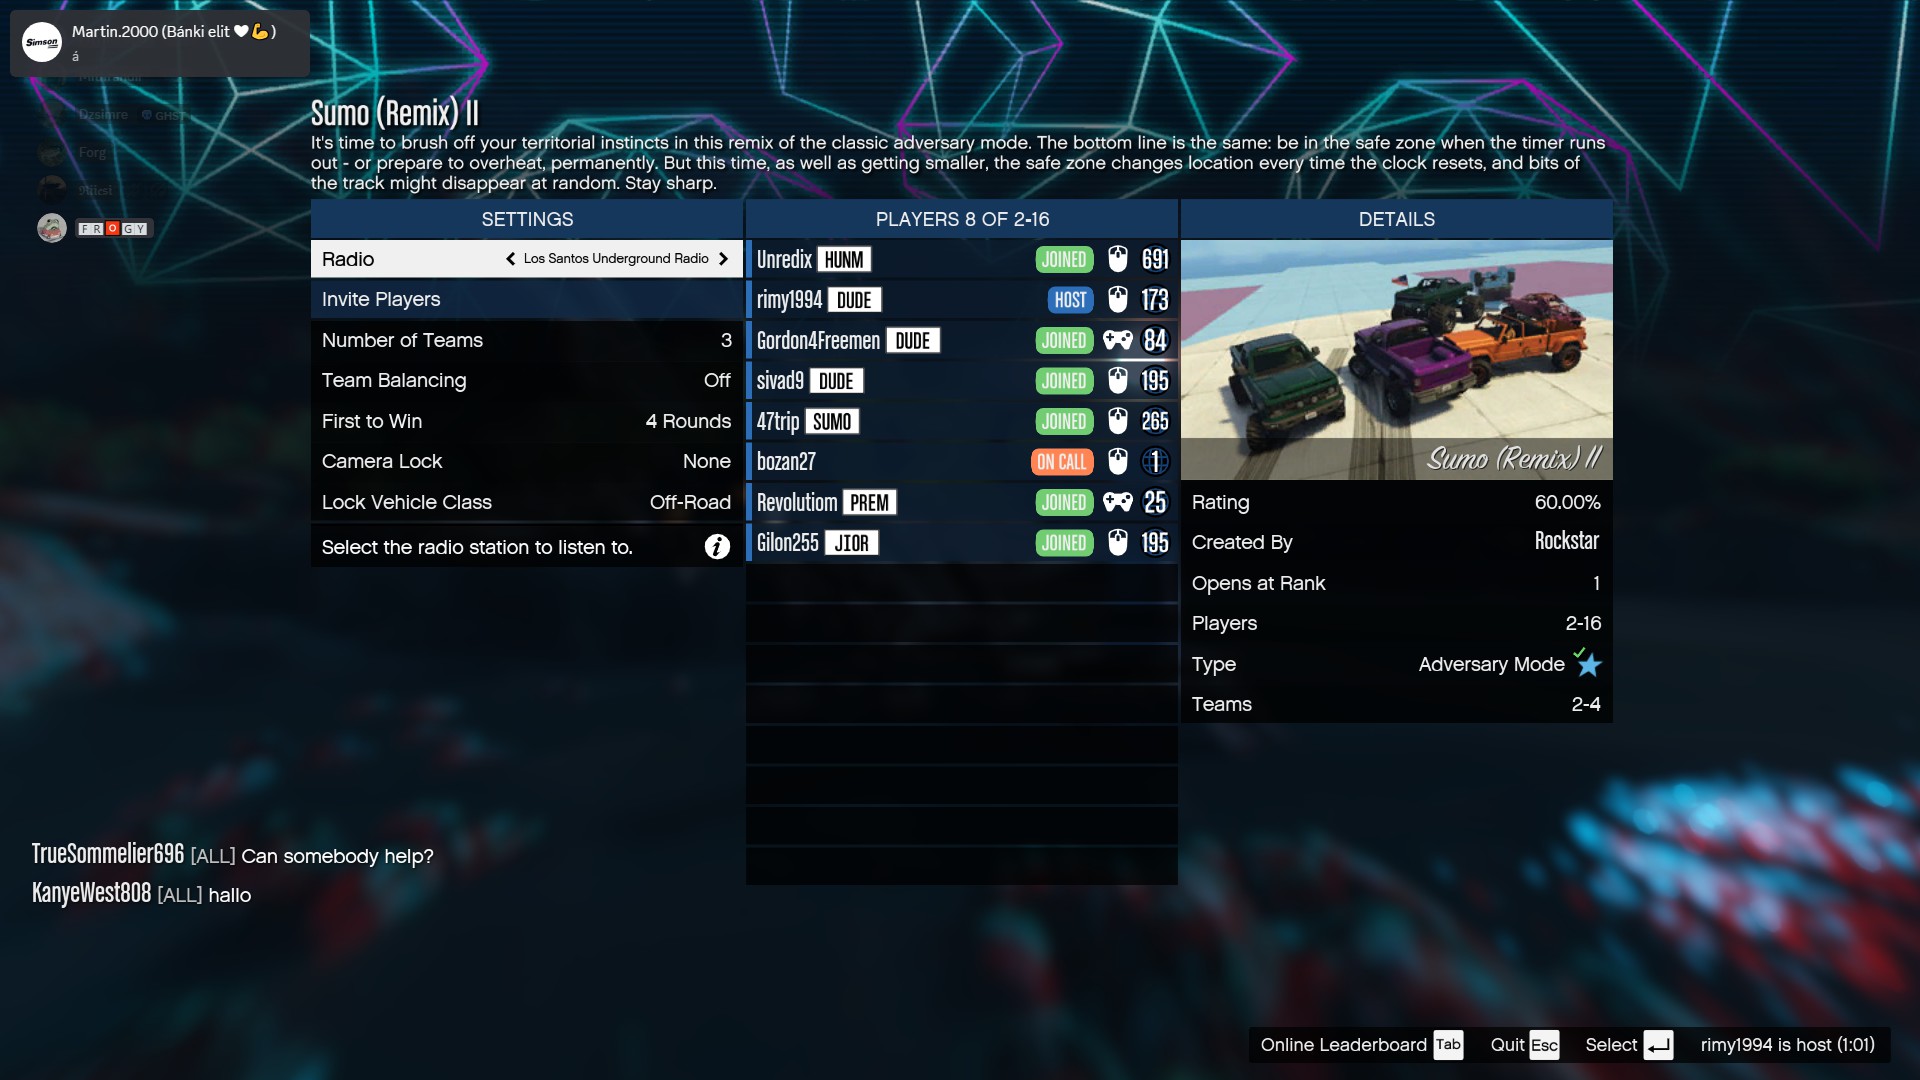 Simson
Martin.2000 (Bánki elit 🤍💪)
á
Dzsimre GHST
Forg
FROGY
Sumo (Remix) II
It's time to brush off your territorial instincts in this remix of the classic adversary mode. The bottom line is the same: be in the safe zone when the timer runs
out - or prepare to overheat, permanently. But this time, as well as getting smaller, the safe zone changes location every time the clock resets, and bits of
the track might disappear at random. Stay sharp.
SETTINGS
Radio Los Santos Underground Radio
Invite Players
Number of Teams 3
Team Balancing Off
First to Win 4 Rounds
Camera Lock None
Lock Vehicle Class Off-Road
Select the radio station to listen to.
PLAYERS 8 OF 2-16
Unredix HUNM JOINED 691
rimy1994 DUDE HOST 173
Gordon4Freemen DUDE JOINED 84
sivad9 DUDE JOINED 195
47trip SUMO JOINED 265
bozan27 ON CALL 1
Revolutiom PREM JOINED 25
Gilon255 JIOR JOINED 195
DETAILS
Sumo (Remix) II
Rating 60.00%
Created By Rockstar
Opens at Rank 1
Players 2-16
Type Adversary Mode
Teams 2-4
TrueSommelier696 [ALL] Can somebody help?
KanyeWest808 [ALL] hallo
Online Leaderboard Tab Quit Esc Select rimy1994 is host (1:01)